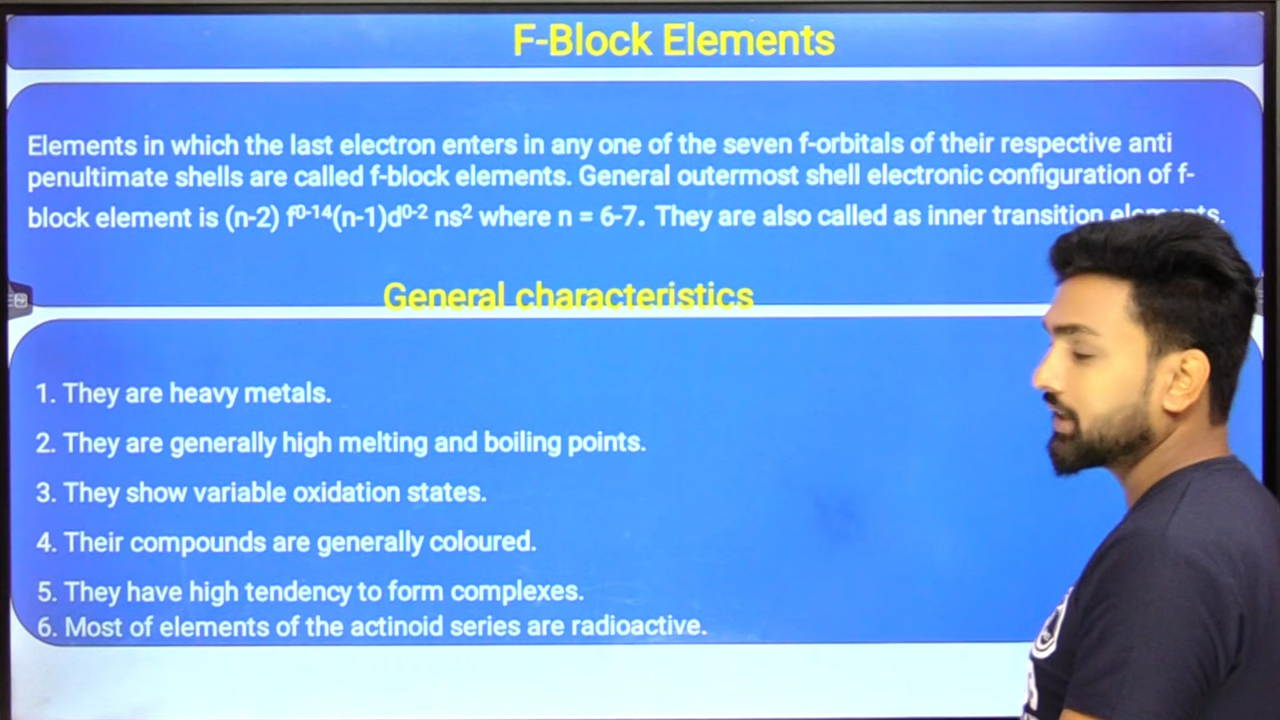 F-Block Elements
Elements in which the last electron enters in any one of the seven f-orbitals of their respective anti
penultimate shells are called f-block elements. General outermost shell electronic configuration of f-
block element is (n-2) f⁰⁻¹⁴(n-1)d⁰⁻² ns² where n = 6-7. They are also called as inner transition elements.
General characteristics
1. They are heavy metals.
2. They are generally high melting and boiling points.
3. They show variable oxidation states.
4. Their compounds are generally coloured.
5. They have high tendency to form complexes.
6. Most of elements of the actinoid series are radioactive.